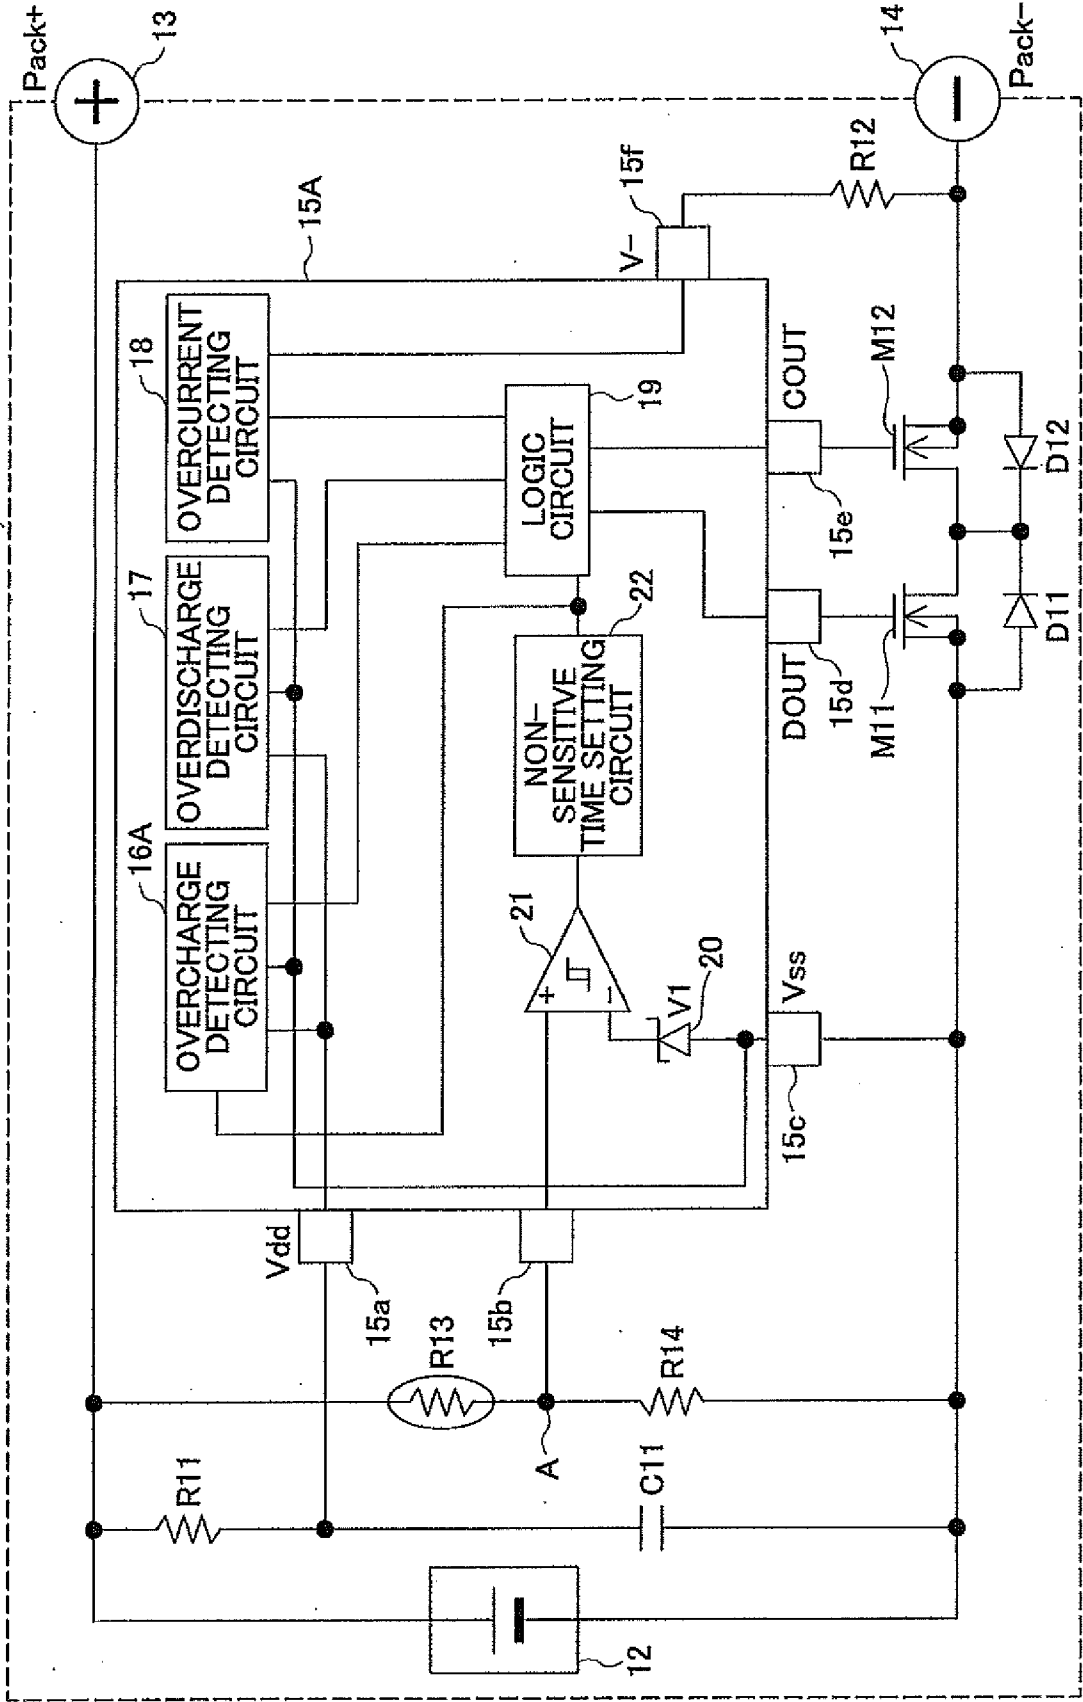 Pack+
13
15A
18
OVERCURRENT
DETECTING
CIRCUIT
17
OVERDISCHARGE
DETECTING
CIRCUIT
16A
OVERCHARGE
DETECTING
CIRCUIT
Vdd
15a
15b
R11
R13
A
R14
C11
12
LOGIC
CIRCUIT
19
NON-
SENSITIVE
TIME SETTING
CIRCUIT
22
21
+
−
V1
20
Vss
15c
DOUT
15d
COUT
15e
V−
15f
R12
M11
M12
D11
D12
14
Pack−